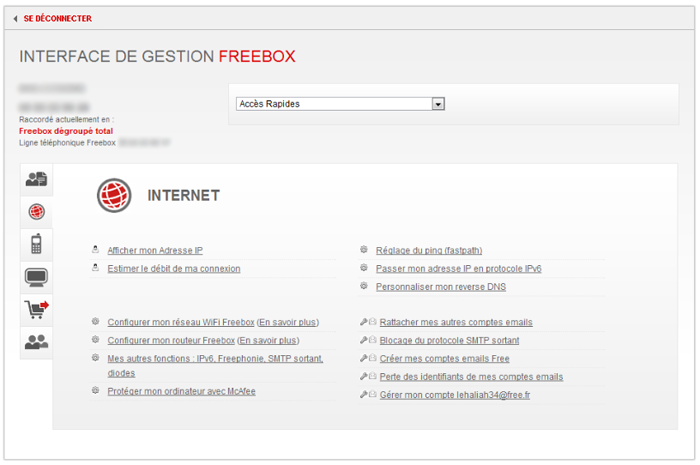 SE DÉCONNECTER
INTERFACE DE GESTION FREEBOX
Accès Rapides
Raccordé actuellement en :
Freebox dégroupé total
Ligne téléphonique Freebox
INTERNET
Afficher mon Adresse IP
Estimer le débit de ma connexion
Réglage du ping (fastpath)
Passer mon adresse IP en protocole IPv6
Personnaliser mon reverse DNS
Configurer mon réseau WiFi Freebox (En savoir plus)
Configurer mon routeur Freebox (En savoir plus)
Mes autres fonctions : IPv6, Freephonie, SMTP sortant,
diodes
Protéger mon ordinateur avec McAfee
Rattacher mes autres comptes emails
Blocage du protocole SMTP sortant
Créer mes comptes emails Free
Perte des identifiants de mes comptes emails
Gérer mon compte lehaliah34@free.fr